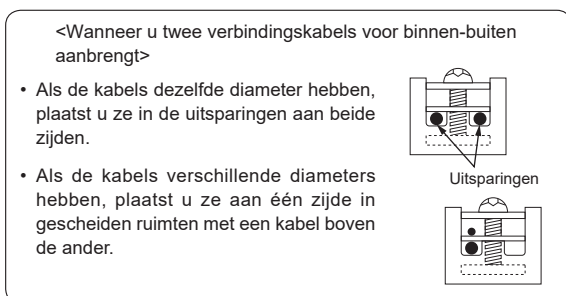 <Wanneer u twee verbindingskabels voor binnen-buiten
aanbrengt>
• Als de kabels dezelfde diameter hebben,
plaatst u ze in de uitsparingen aan beide
zijden.
• Als de kabels verschillende diameters
hebben, plaatst u ze aan één zijde in
gescheiden ruimten met een kabel boven
de ander.
Uitsparingen